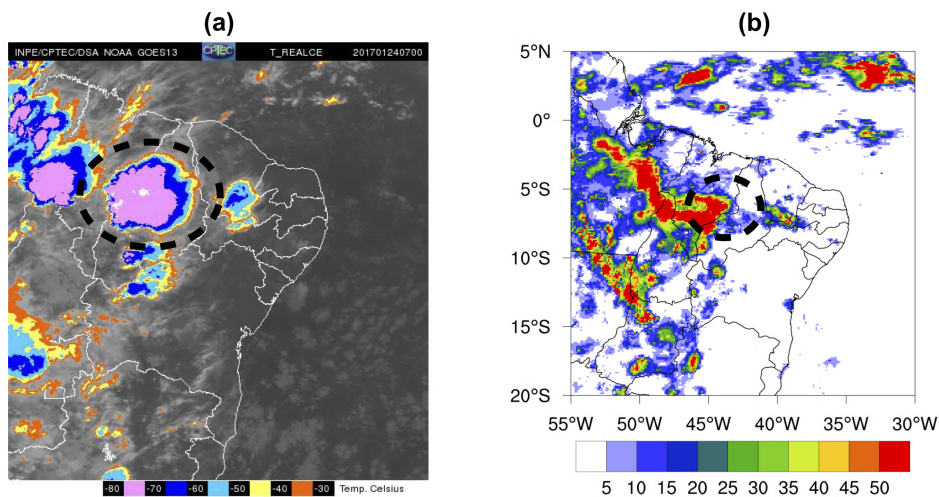 (a)
INPE/CPTEC/DSA NOAA GOES13 CPTEC T_REALCE 201701240700
-80 -70 -60 -50 -40 -30 Temp. Celsius
(b)
5°N
0°
5°S
10°S
15°S
20°S
55°W 50°W 45°W 40°W 35°W 30°W
5 10 15 20 25 30 35 40 45 50